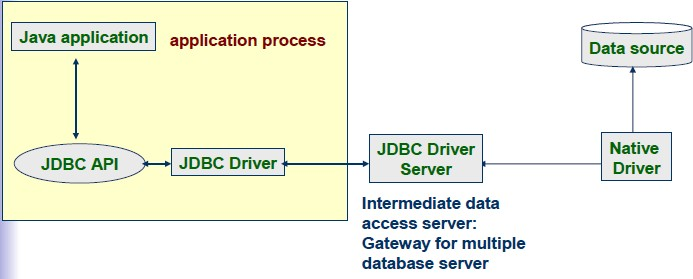 Java application
application process
Data source
JDBC API
JDBC Driver
JDBC Driver
Server
Native
Driver
Intermediate data
access server:
Gateway for multiple
database server